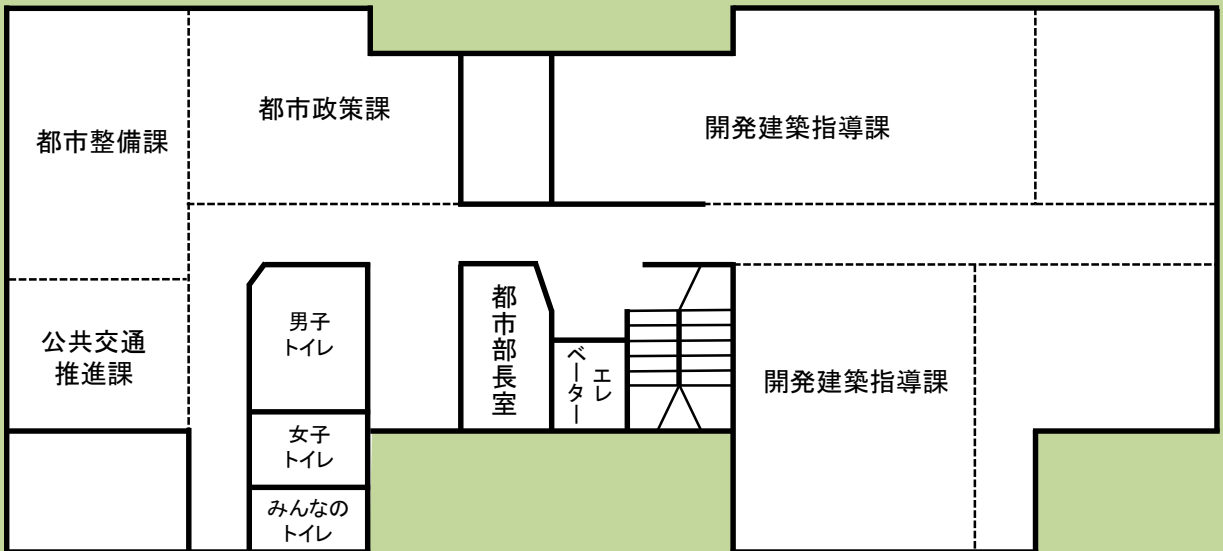 都市整備課
都市政策課
開発建築指導課
公共交通
推進課
男子
トイレ
女子
トイレ
みんなの
トイレ
都市部長室
エレ
ベーター
開発建築指導課